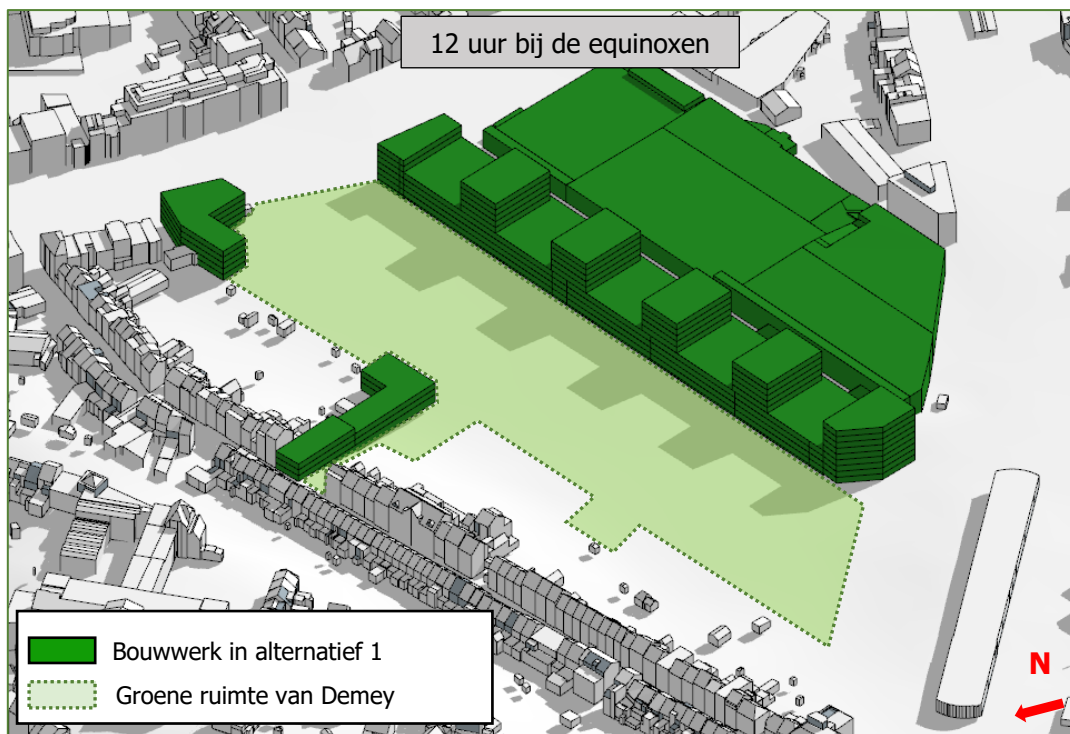 12 uur bij de equinoxen
Bouwwerk in alternatief 1
Groene ruimte van Demey
N